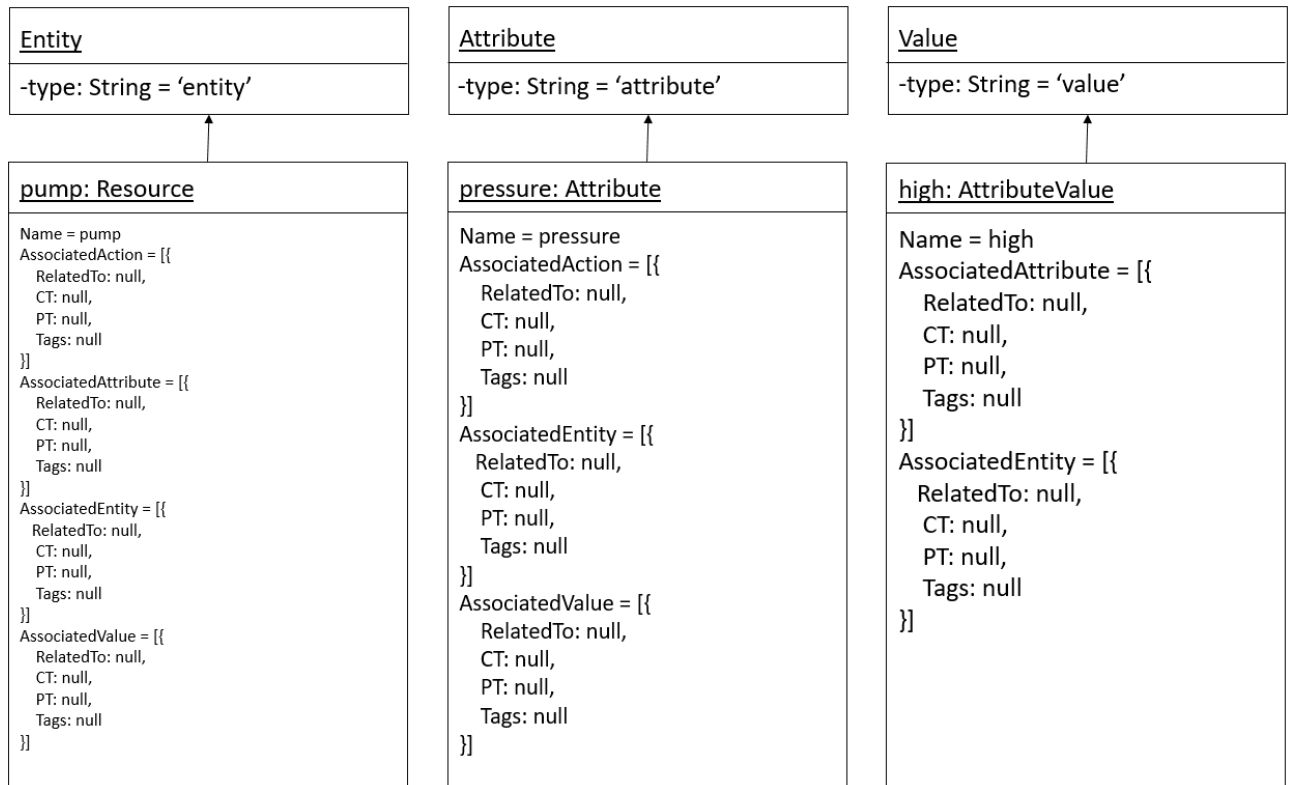 Entity
-type: String = ‘entity’
pump: Resource
Name = pump
AssociatedAction = [{
RelatedTo: null,
CT: null,
PT: null,
Tags: null
}]
AssociatedAttribute = [{
RelatedTo: null,
CT: null,
PT: null,
Tags: null
}]
AssociatedEntity = [{
RelatedTo: null,
CT: null,
PT: null,
Tags: null
}]
AssociatedValue = [{
RelatedTo: null,
CT: null,
PT: null,
Tags: null
}]
Attribute
-type: String = ‘attribute’
pressure: Attribute
Name = pressure
AssociatedAction = [{
RelatedTo: null,
CT: null,
PT: null,
Tags: null
}]
AssociatedEntity = [{
RelatedTo: null,
CT: null,
PT: null,
Tags: null
}]
AssociatedValue = [{
RelatedTo: null,
CT: null,
PT: null,
Tags: null
}]
Value
-type: String = ‘value’
high: AttributeValue
Name = high
AssociatedAttribute = [{
RelatedTo: null,
CT: null,
PT: null,
Tags: null
}]
AssociatedEntity = [{
RelatedTo: null,
CT: null,
PT: null,
Tags: null
}]